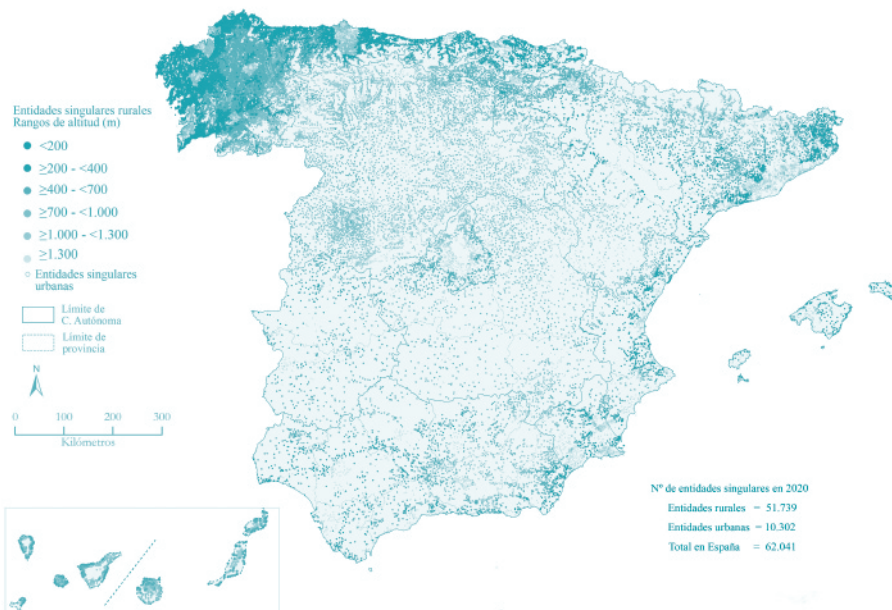 Entidades singulares rurales
Rangos de altitud (m)
<200
≥200 - <400
≥400 - <700
≥700 - <1.000
≥1.000 - <1.300
≥1.300
Entidades singulares
urbanas
Límite de
C. Autónoma
Límite de
provincia
N
0 100 200 300
Kilómetros
Nº de entidades singulares en 2020
Entidades rurales = 51.739
Entidades urbanas = 10.302
Total en España = 62.041